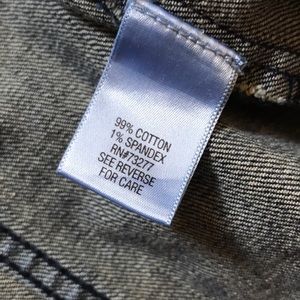 99% COTTON
1% SPANDEX
RN#73277
SEE REVERSE
FOR CARE